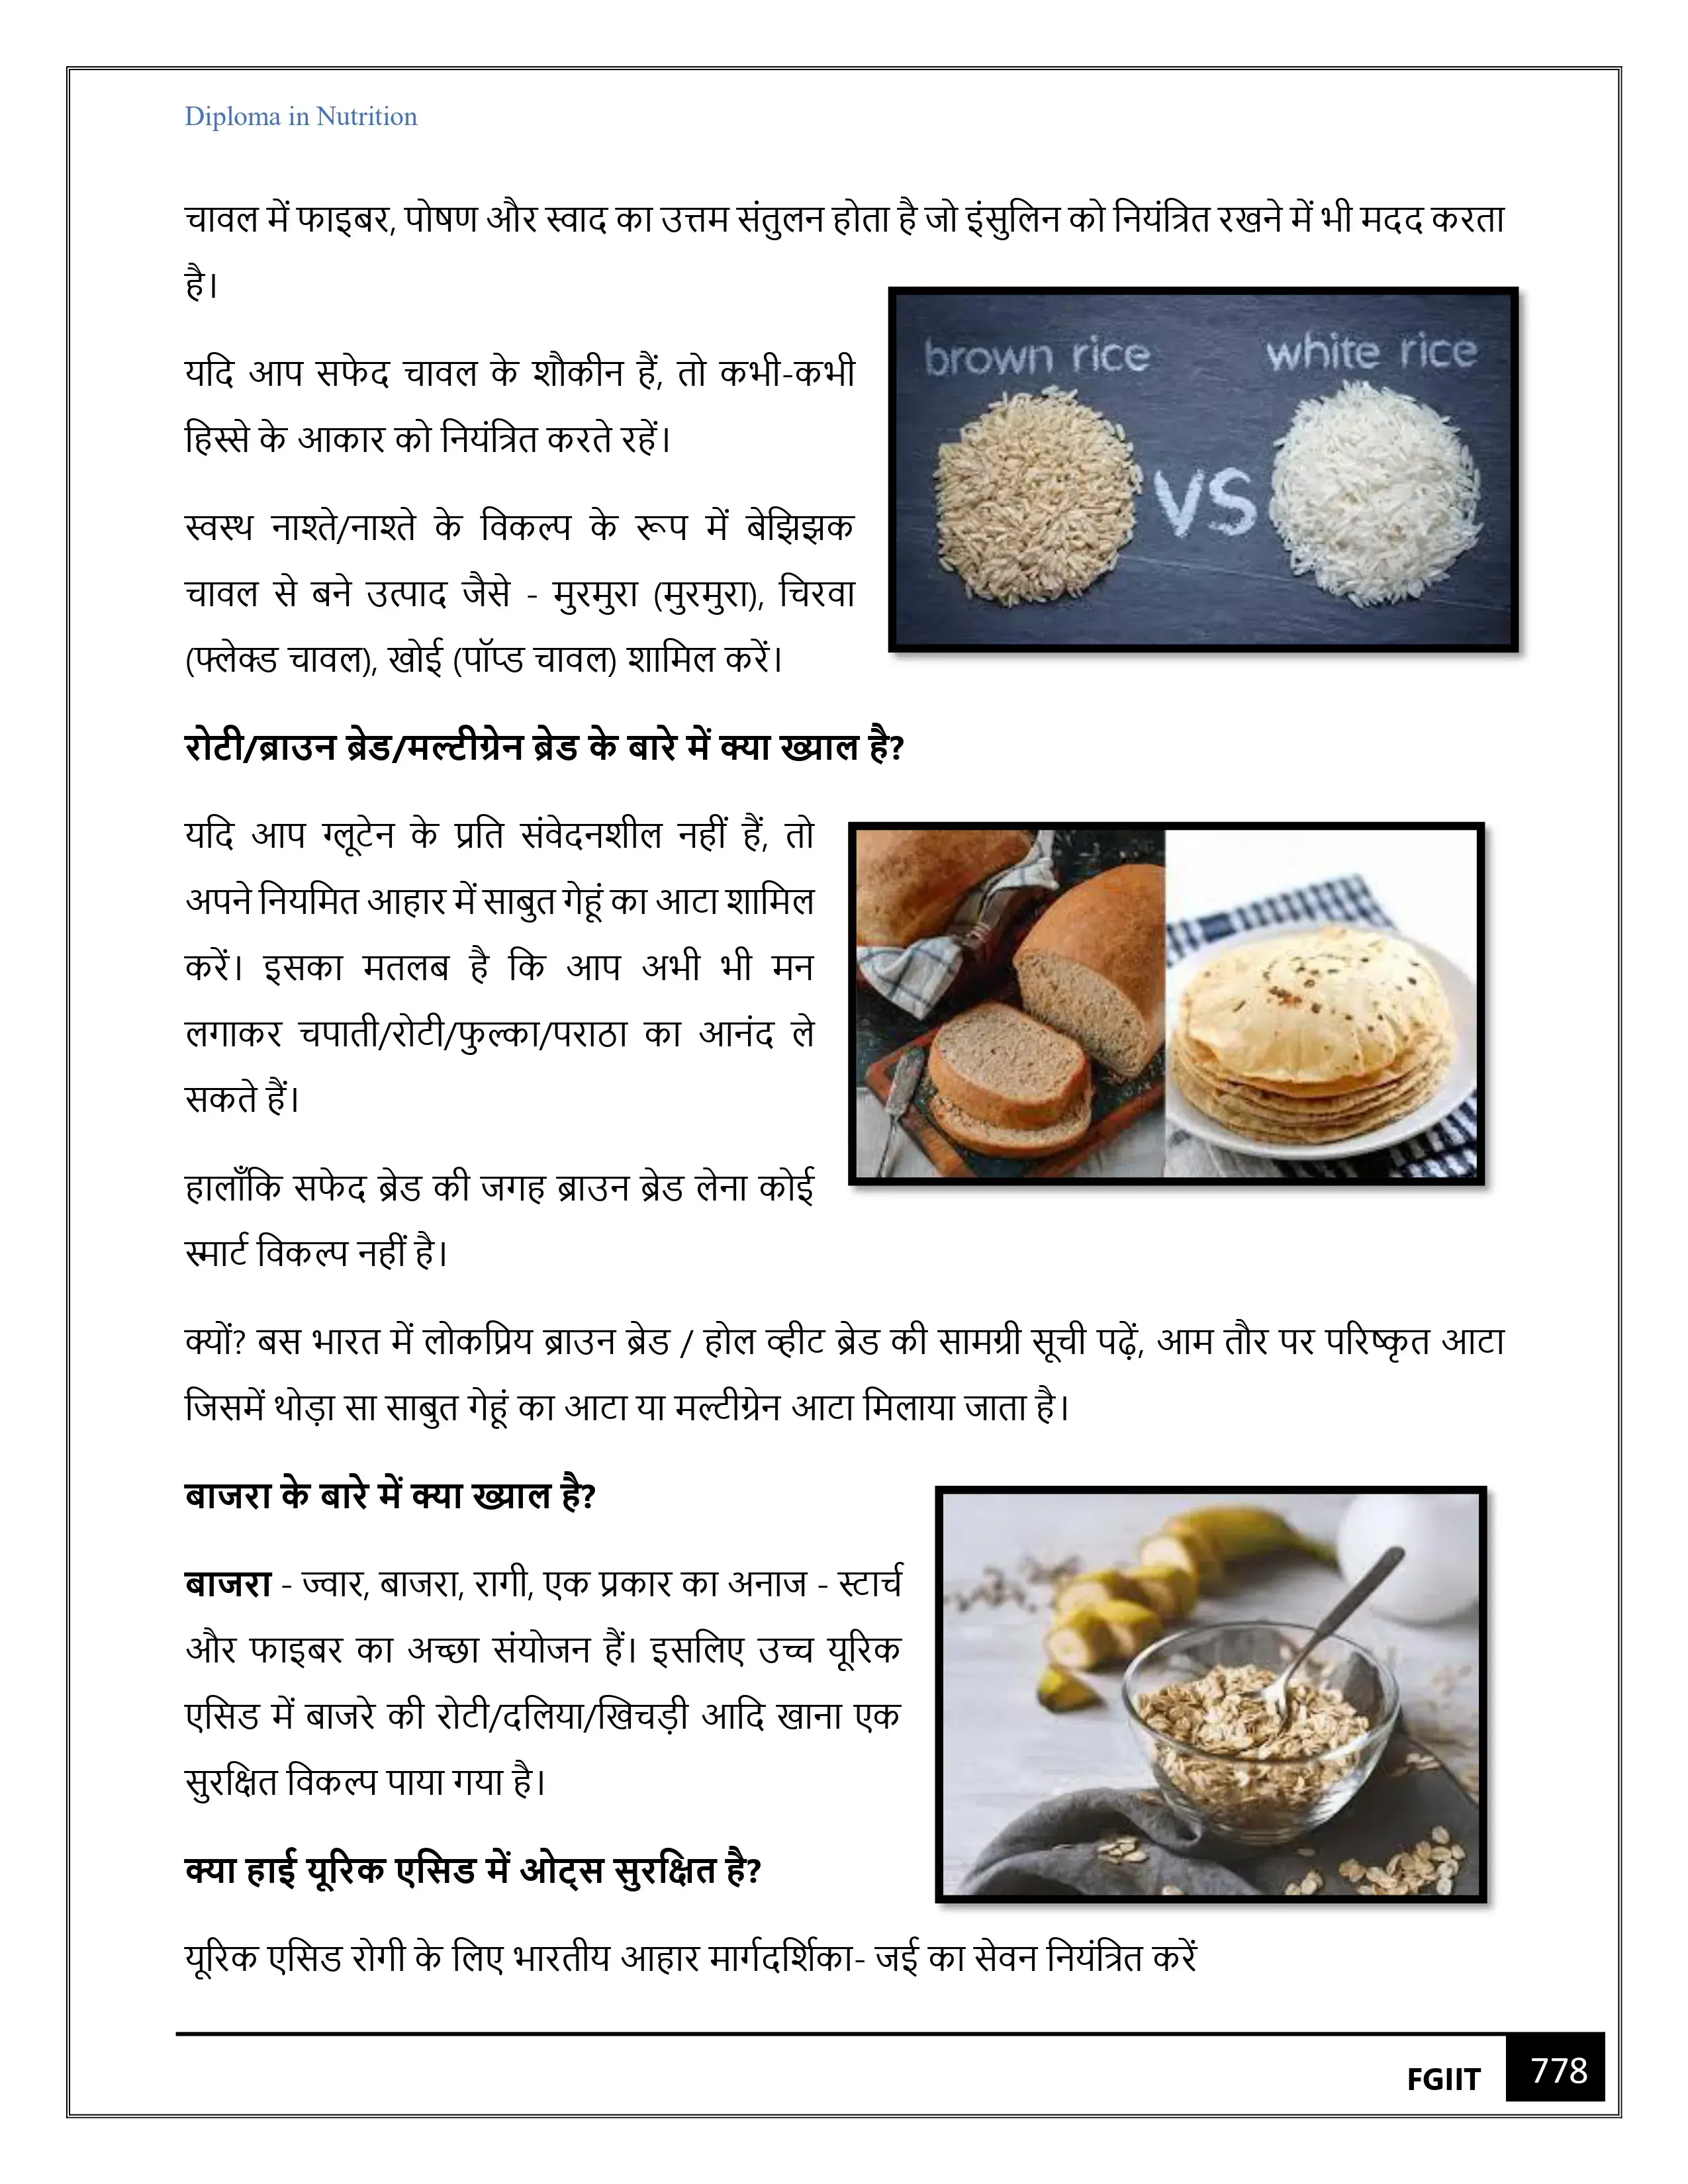 Diploma in Nutrition
चावल में फाइबर, पोषण और स्वाद का उत्तम संतुलन होता है जो इंसुलिन को नियंत्रित रखने में भी मदद करता
है।
यदि आप सफेद चावल के शौकीन हैं, तो कभी-कभी
हिस्से के आकार को नियंत्रित करते रहें।
brown rice
white rice
VS
स्वस्थ नाश्ते/नाश्ते के विकल्प के रूप में बेझिझक
चावल से बने उत्पाद जैसे - मुरमुरा (मुरमुरा), चिरवा
(फ्लेक्ड चावल), खोई (पॉप्ड चावल) शामिल करें।
रोटी/ब्राउन ब्रेड/मल्टीग्रेन ब्रेड के बारे में क्या ख्याल है?
यदि आप ग्लूटेन के प्रति संवेदनशील नहीं हैं, तो
अपने नियमित आहार में साबुत गेहूं का आटा शामिल
करें। इसका मतलब है कि आप अभी भी मन
लगाकर चपाती/रोटी/फुल्का/पराठा का आनंद ले
सकते हैं।
हालाँकि सफेद ब्रेड की जगह ब्राउन ब्रेड लेना कोई
स्मार्ट विकल्प नहीं है।
क्यों? बस भारत में लोकप्रिय ब्राउन ब्रेड / होल व्हीट ब्रेड की सामग्री सूची पढ़ें, आम तौर पर परिष्कृत आटा
जिसमें थोड़ा सा साबुत गेहूं का आटा या मल्टीग्रेन आटा मिलाया जाता है।
बाजरा के बारे में क्या ख्याल है?
बाजरा - ज्वार, बाजरा, रागी, एक प्रकार का अनाज - स्टार्च
और फाइबर का अच्छा संयोजन हैं। इसलिए उच्च यूरिक
एसिड में बाजरे की रोटी/दलिया/खिचड़ी आदि खाना एक
सुरक्षित विकल्प पाया गया है।
क्या हाई यूरिक एसिड में ओट्स सुरक्षित है?
यूरिक एसिड रोगी के लिए भारतीय आहार मार्गदर्शिका- जई का सेवन नियंत्रित करें
FGIIT 778